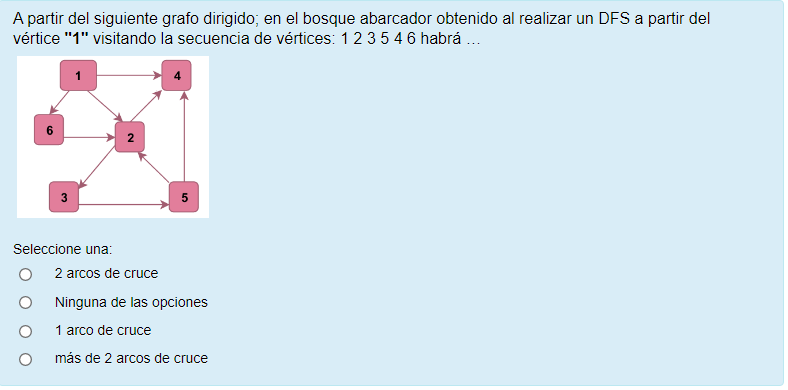 A partir del siguiente grafo dirigido; en el bosque abarcador obtenido al realizar un DFS a partir del
vértice "1" visitando la secuencia de vértices: 1 2 3 5 4 6 habrá ...
1
4
6
2
3
5
Seleccione una:
2 arcos de cruce
Ninguna de las opciones
1 arco de cruce
más de 2 arcos de cruce